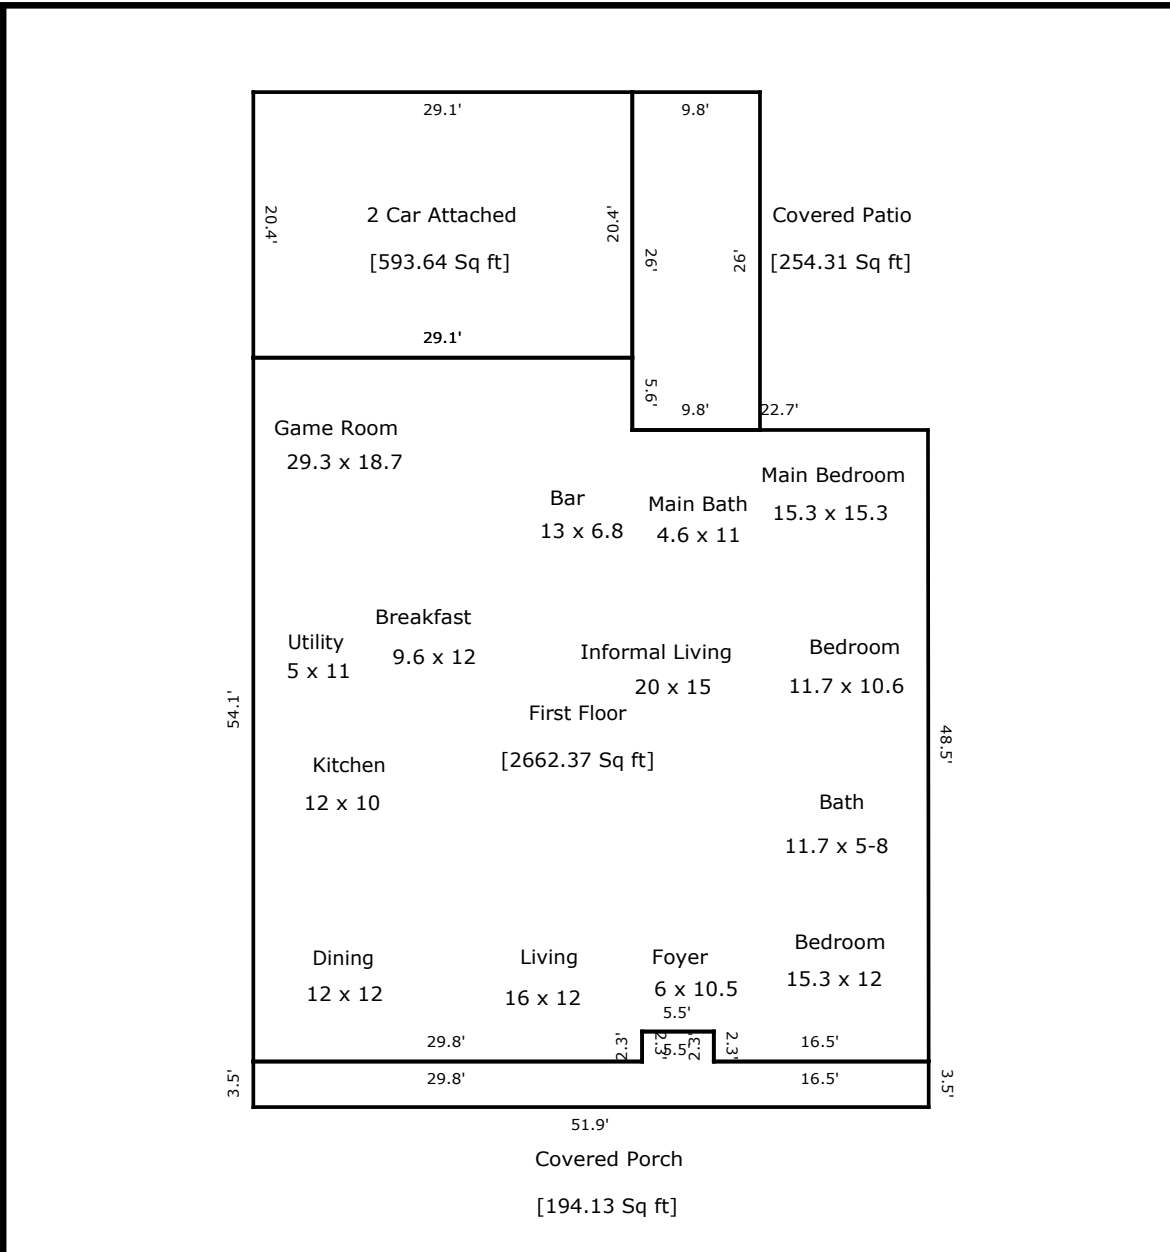 29.1'
9.8'
20.4'
2 Car Attached
20.4'
Covered Patio
[593.64 Sq ft]
26'
26'
[254.31 Sq ft]
29.1'
5.6'
9.8'
22.7'
Game Room
29.3 x 18.7
Main Bedroom
15.3 x 15.3
Bar
13 x 6.8
Main Bath
4.6 x 11
Breakfast
9.6 x 12
Utility
5 x 11
Informal Living
20 x 15
Bedroom
11.7 x 10.6
54.1'
First Floor
[2662.37 Sq ft]
48.5'
Kitchen
12 x 10
Bath
11.7 x 5-8
Dining
12 x 12
Living
16 x 12
Foyer
6 x 10.5
Bedroom
15.3 x 12
5.5'
29.8'
2.3'
2.3'
5.5'
2.3'
2.3'
16.5'
3.5'
29.8'
16.5'
3.5'
51.9'
Covered Porch
[194.13 Sq ft]